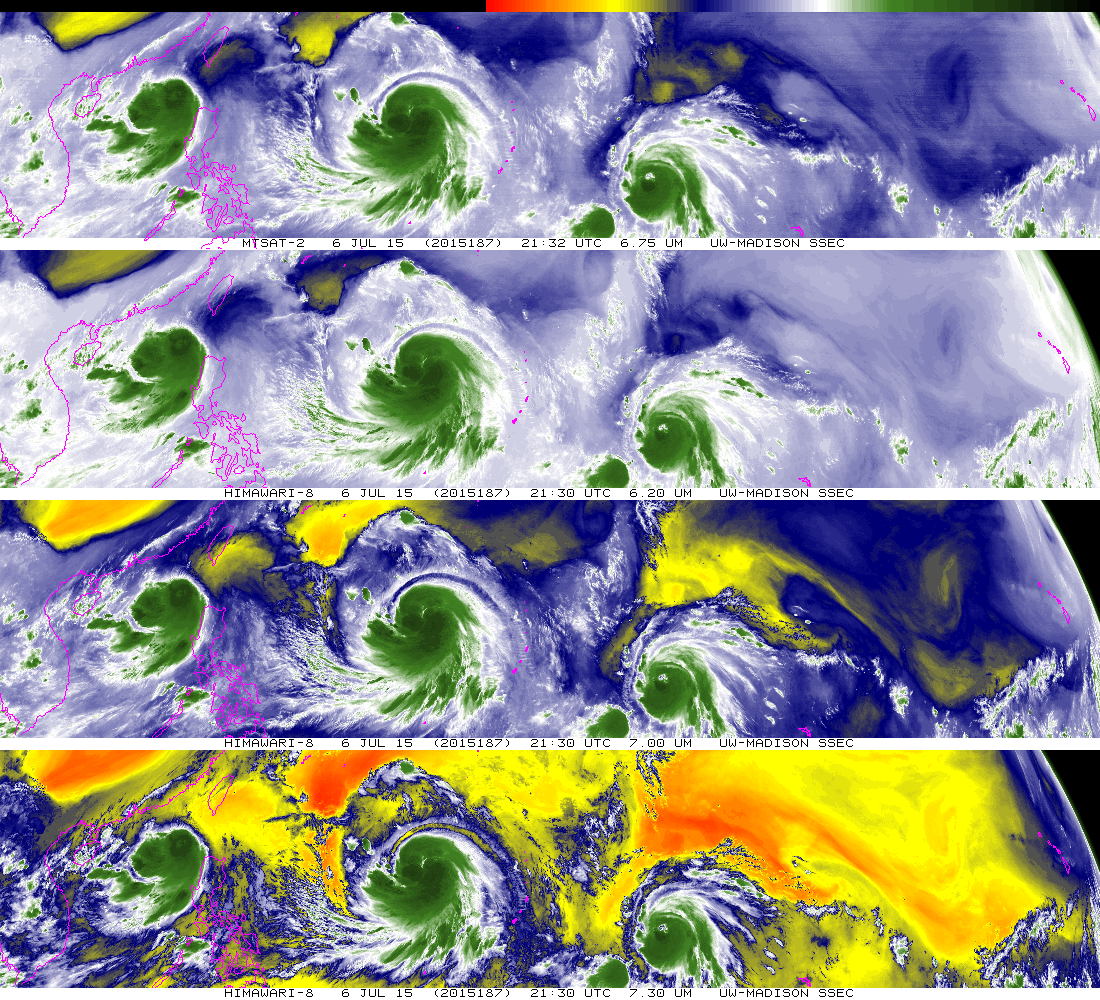 MTSAT-2 6 JUL 15 (2015187) 21:32 UTC 6.75 UM UW-MADISON SSEC
HIMAWARI-8 6 JUL 15 (2015187) 21:30 UTC 6.20 UM UW-MADISON SSEC
HIMAWARI-8 6 JUL 15 (2015187) 21:30 UTC 7.00 UM UW-MADISON SSEC
HIMAWARI-8 6 JUL 15 (2015187) 21:30 UTC 7.30 UM UW-MADISON SSEC